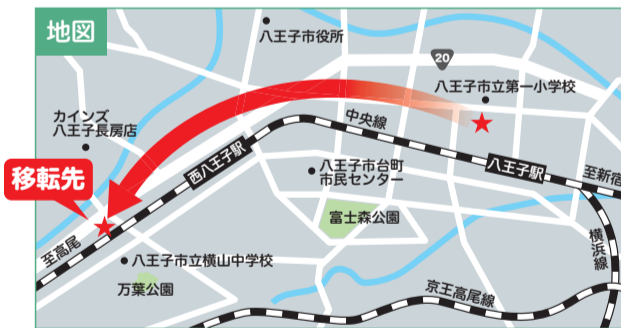 地図
八王子市役所
20
八王子市立第一小学校
カインズ
八王子長房店
中央線
西八王子駅
八王子駅
至新宿
移転先
八王子市台町
市民センター
富士森公園
至高尾
八王子市立横山中学校
万葉公園
横浜線
京王高尾線